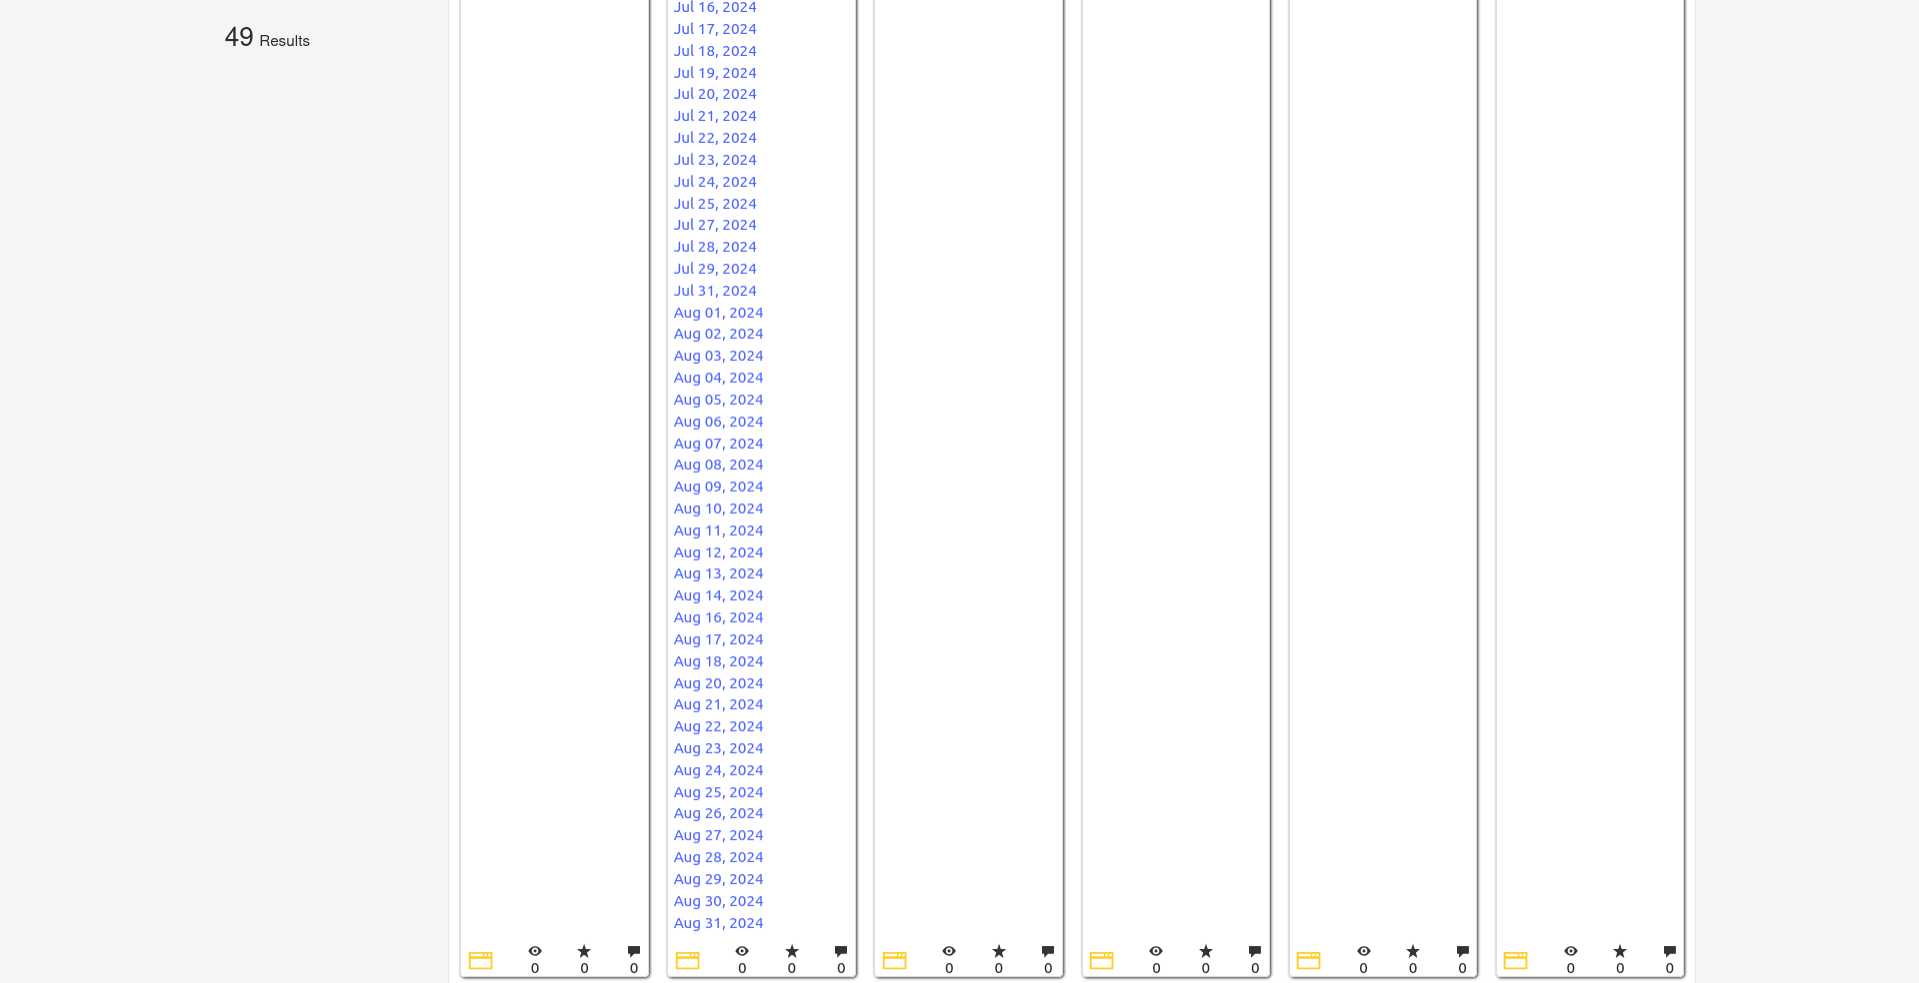 49 Results
Jul 16, 2024
Jul 17, 2024
Jul 18, 2024
Jul 19, 2024
Jul 20, 2024
Jul 21, 2024
Jul 22, 2024
Jul 23, 2024
Jul 24, 2024
Jul 25, 2024
Jul 27, 2024
Jul 28, 2024
Jul 29, 2024
Jul 31, 2024
Aug 01, 2024
Aug 02, 2024
Aug 03, 2024
Aug 04, 2024
Aug 05, 2024
Aug 06, 2024
Aug 07, 2024
Aug 08, 2024
Aug 09, 2024
Aug 10, 2024
Aug 11, 2024
Aug 12, 2024
Aug 13, 2024
Aug 14, 2024
Aug 16, 2024
Aug 17, 2024
Aug 18, 2024
Aug 20, 2024
Aug 21, 2024
Aug 22, 2024
Aug 23, 2024
Aug 24, 2024
Aug 25, 2024
Aug 26, 2024
Aug 27, 2024
Aug 28, 2024
Aug 29, 2024
Aug 30, 2024
Aug 31, 2024
0 0 0 0 0 0 0 0 0 0 0 0 0 0 0 0 0 0